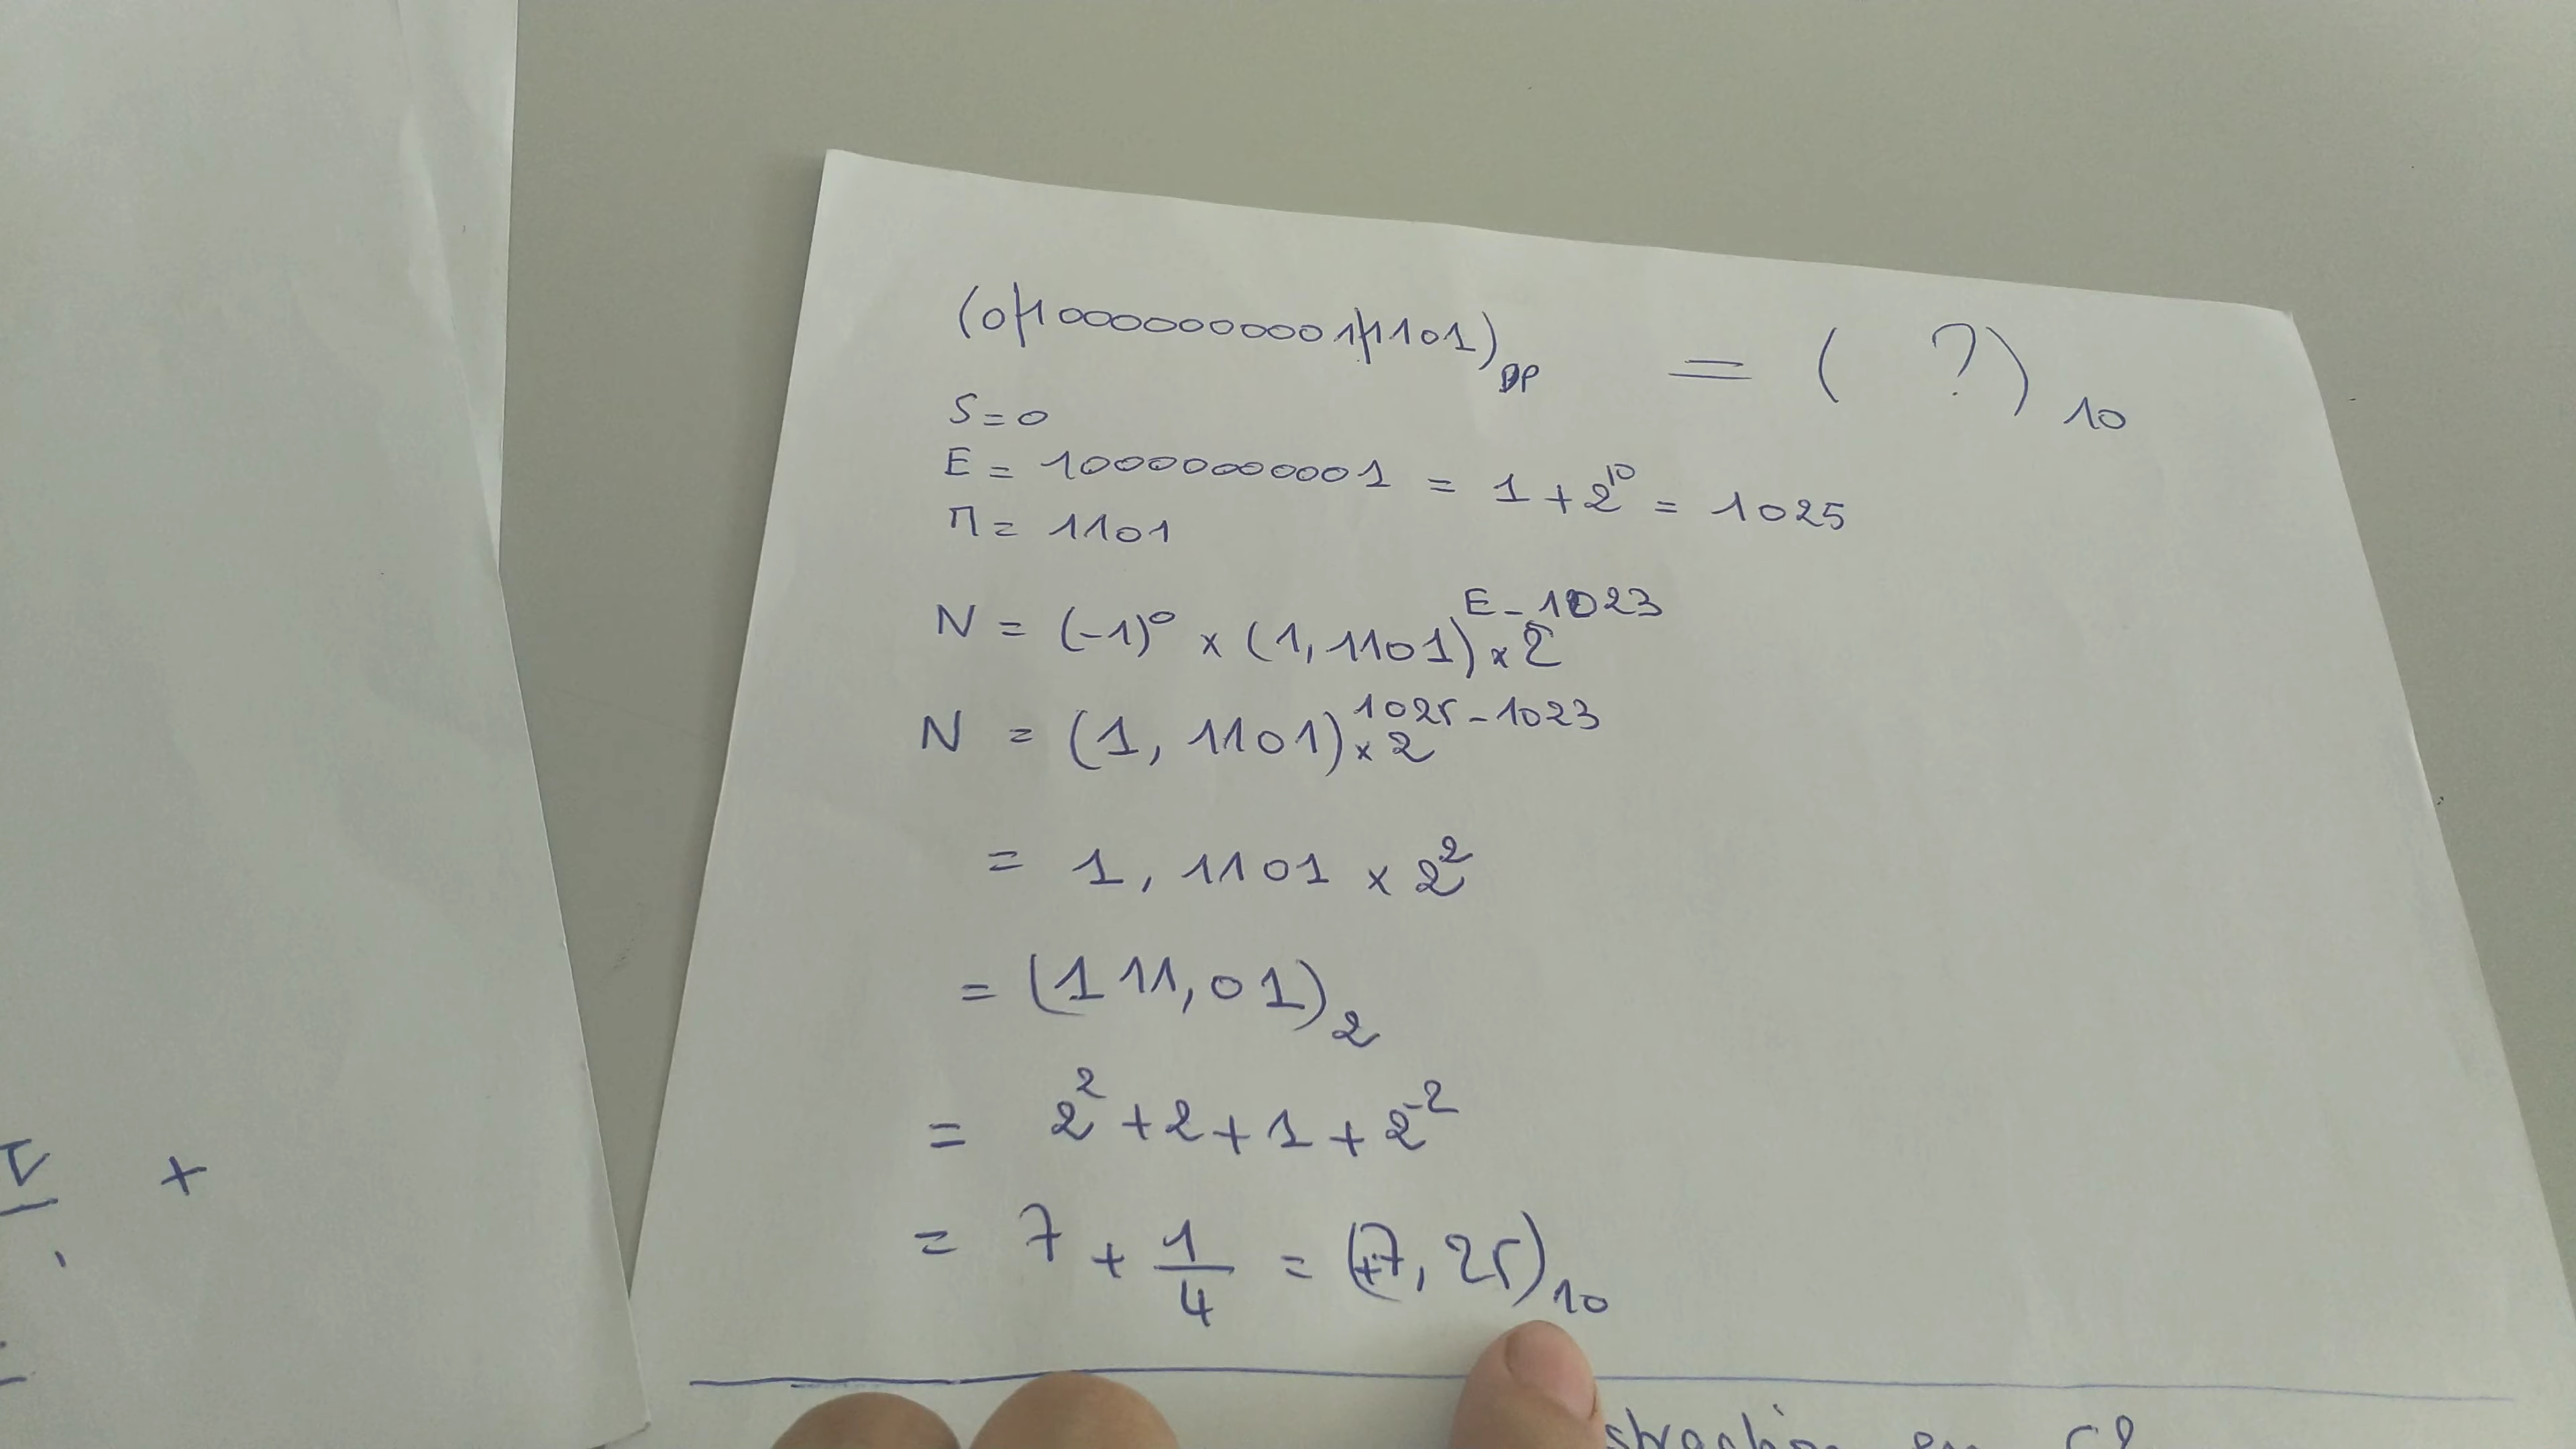 (0|10000000001|1101)DP = ( ? )10
S = 0
E = 10000000001 = 1 + 2^10 = 1025
M = 1101
N = (-1)^0 × (1,1101) × 2^E-1023
N = (1,1101) × 2^1025-1023
= 1,1101 × 2^2
= (111,01)2
= 2^2 + 2 + 1 + 2^-2
= 7 + 1/4 = (+7,25)10
+